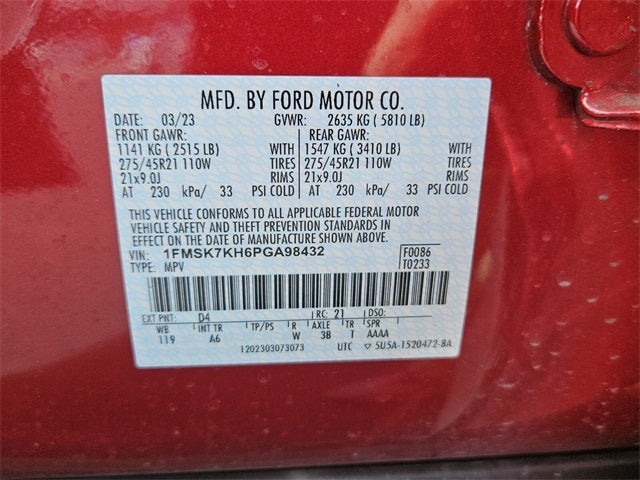 MFD. BY FORD MOTOR CO.
DATE: 03/23 GVWR: 2635 KG ( 5810 LB)
FRONT GAWR: REAR GAWR:
1141 KG ( 2515 LB) WITH 1547 KG ( 3410 LB) WITH
275/45R21 110W TIRES 275/45R21 110W TIRES
21x9.0J RIMS 21x9.0J RIMS
AT 230 kPa/ 33 PSI COLD AT 230 kPa/ 33 PSI COLD
THIS VEHICLE CONFORMS TO ALL APPLICABLE FEDERAL MOTOR
VEHICLE SAFETY AND THEFT PREVENTION STANDARDS IN
EFFECT ON THE DATE OF MANUFACTURE SHOWN ABOVE.
VIN: 1FMSK7KH6PGA98432 F0086
TYPE: MPV T0233
EXT PNT: D4 RC: 21 DSO:
WB INT TR TP/PS R AXLE TR SPR
119 A6 W 38 T AAAA
1202303073073 UTC ▽ 5U5A-1520472-BA